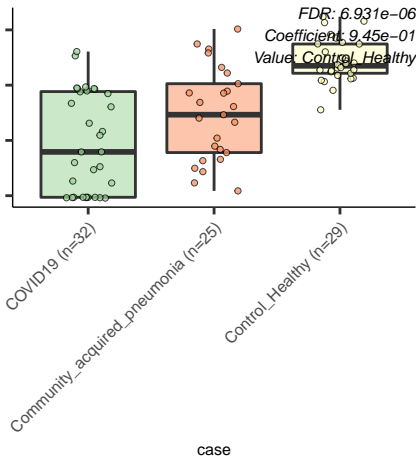 FDR: 6.931e−06
Coefficient: 9.45e−01
Value: Control_Healthy
COVID19 (n=32)
Community_acquired_pneumonia (n=25)
Control_Healthy (n=29)
case